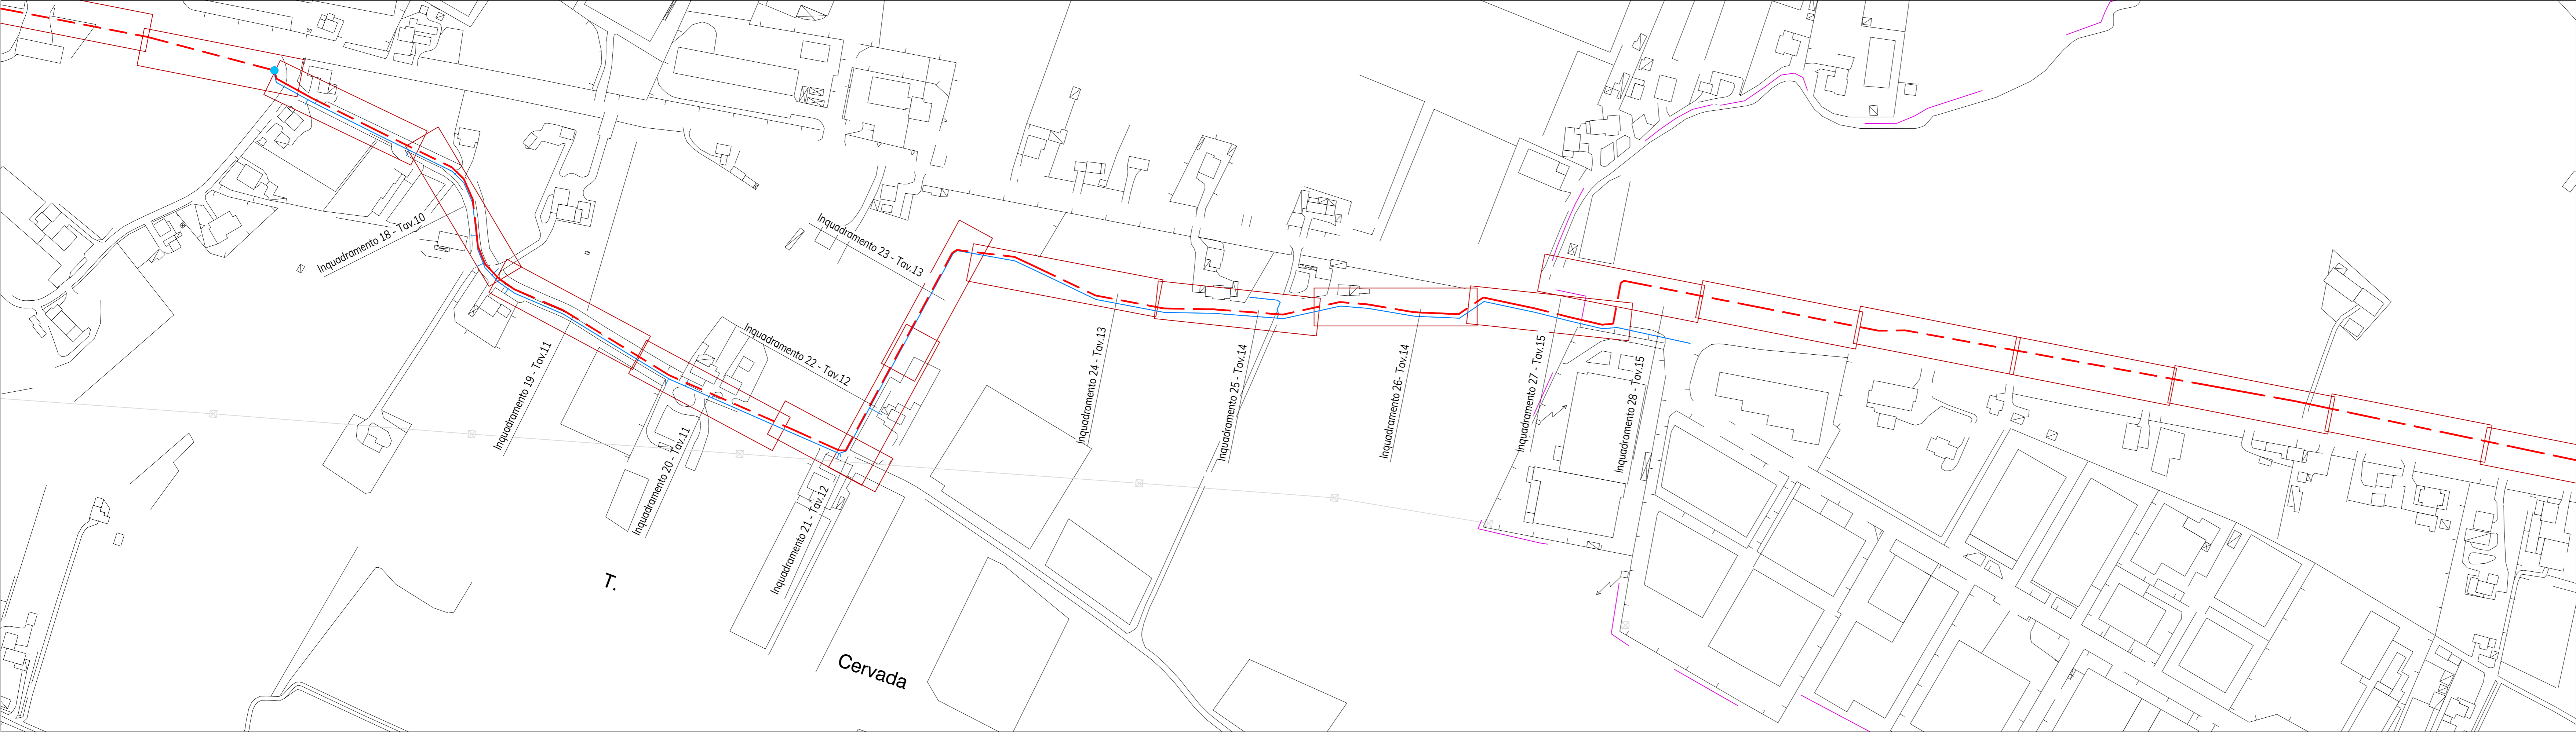 Inquadramento 18 - Tav.10
Inquadramento 19 - Tav.11
Inquadramento 20 - Tav.11
Inquadramento 21 - Tav.12
Inquadramento 22 - Tav.12
Inquadramento 23 - Tav.13
Inquadramento 24 - Tav.13
Inquadramento 25 - Tav.14
Inquadramento 26- Tav.14
Inquadramento 27 - Tav.15
Inquadramento 28 - Tav.15
T.
Cervada